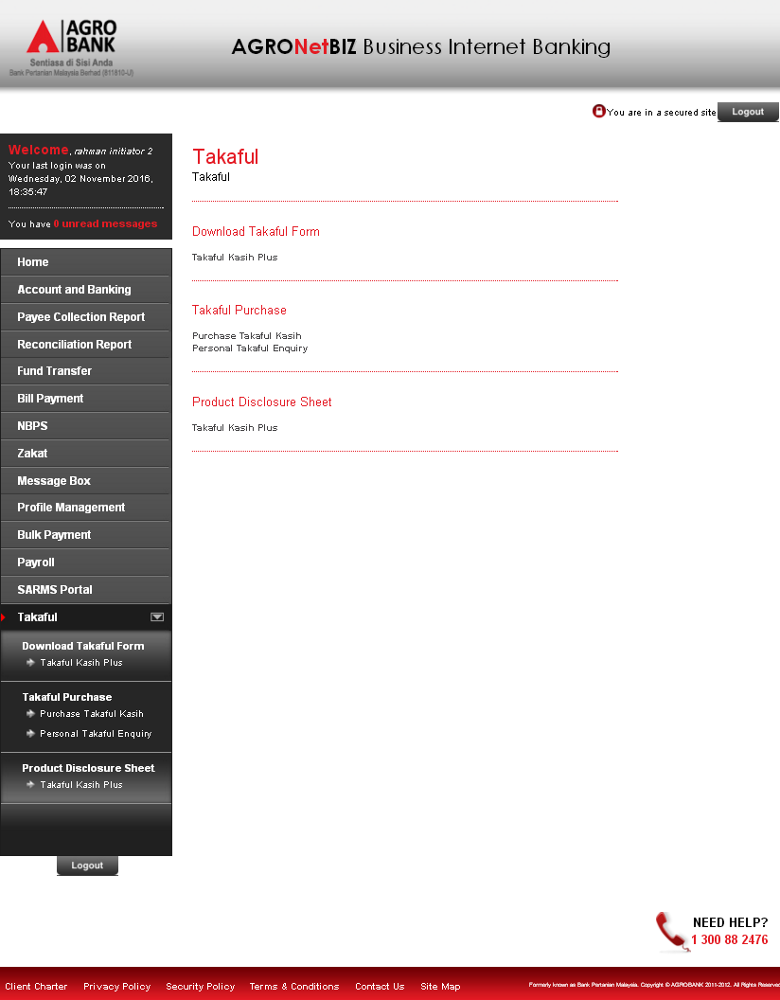 AGRO
BANK
Sentiasa di Sisi Anda
Bank Pertanian Malaysia Berhad (811810-U)
AGRONetBIZ Business Internet Banking
You are in a secured site
Logout
Welcome, rahman initiator 2
Your last login was on
Wednesday, 02 November 2016,
18:35:47
You have 0 unread messages
Home
Account and Banking
Payee Collection Report
Reconciliation Report
Fund Transfer
Bill Payment
NBPS
Zakat
Message Box
Profile Management
Bulk Payment
Payroll
SARMS Portal
Takaful
Download Takaful Form
Takaful Kasih Plus
Takaful Purchase
Purchase Takaful Kasih
Personal Takaful Enquiry
Product Disclosure Sheet
Takaful Kasih Plus
Logout
Takaful
Takaful
Download Takaful Form
Takaful Kasih Plus
Takaful Purchase
Purchase Takaful Kasih
Personal Takaful Enquiry
Product Disclosure Sheet
Takaful Kasih Plus
NEED HELP?
1 300 88 2476
Client Charter Privacy Policy Security Policy Terms & Conditions Contact Us Site Map
Formerly known as Bank Pertanian Malaysia. Copyright © AGROBANK 2011-2012. All Rights Reserved